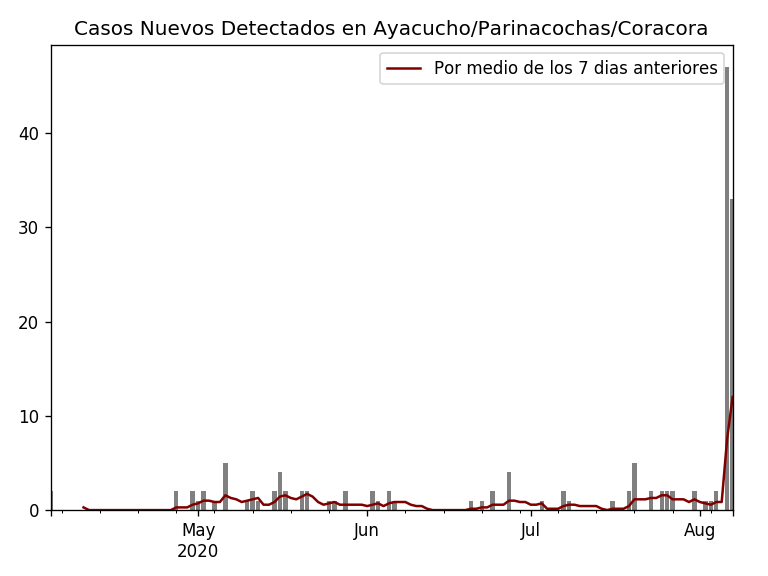 Casos Nuevos Detectados en Ayacucho/Parinacochas/Coracora
Por medio de los 7 dias anteriores
40
30
20
10
0
May
2020
Jun
Jul
Aug